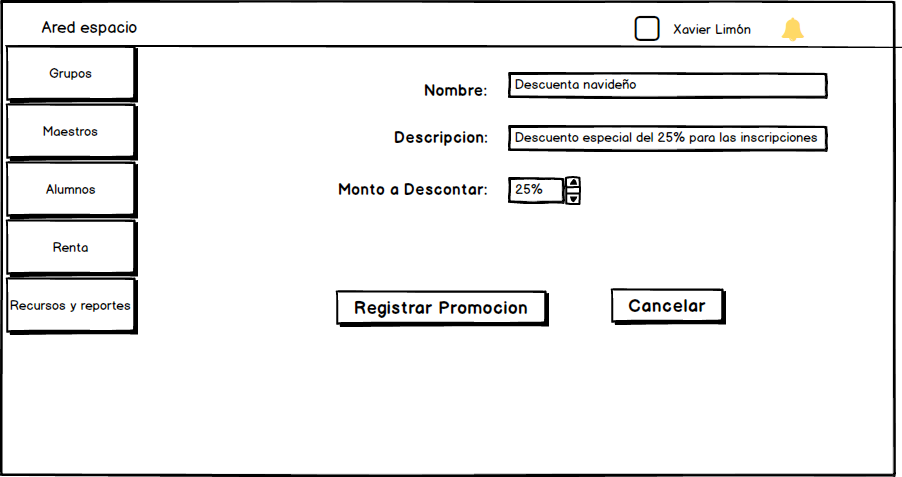 Ared espacio
Xavier Limón
Grupos
Maestros
Alumnos
Renta
Recursos y reportes
Nombre: Descuenta navideño
Descripcion: Descuento especial del 25% para las inscripciones
Monto a Descontar: 25%
Registrar Promocion
Cancelar